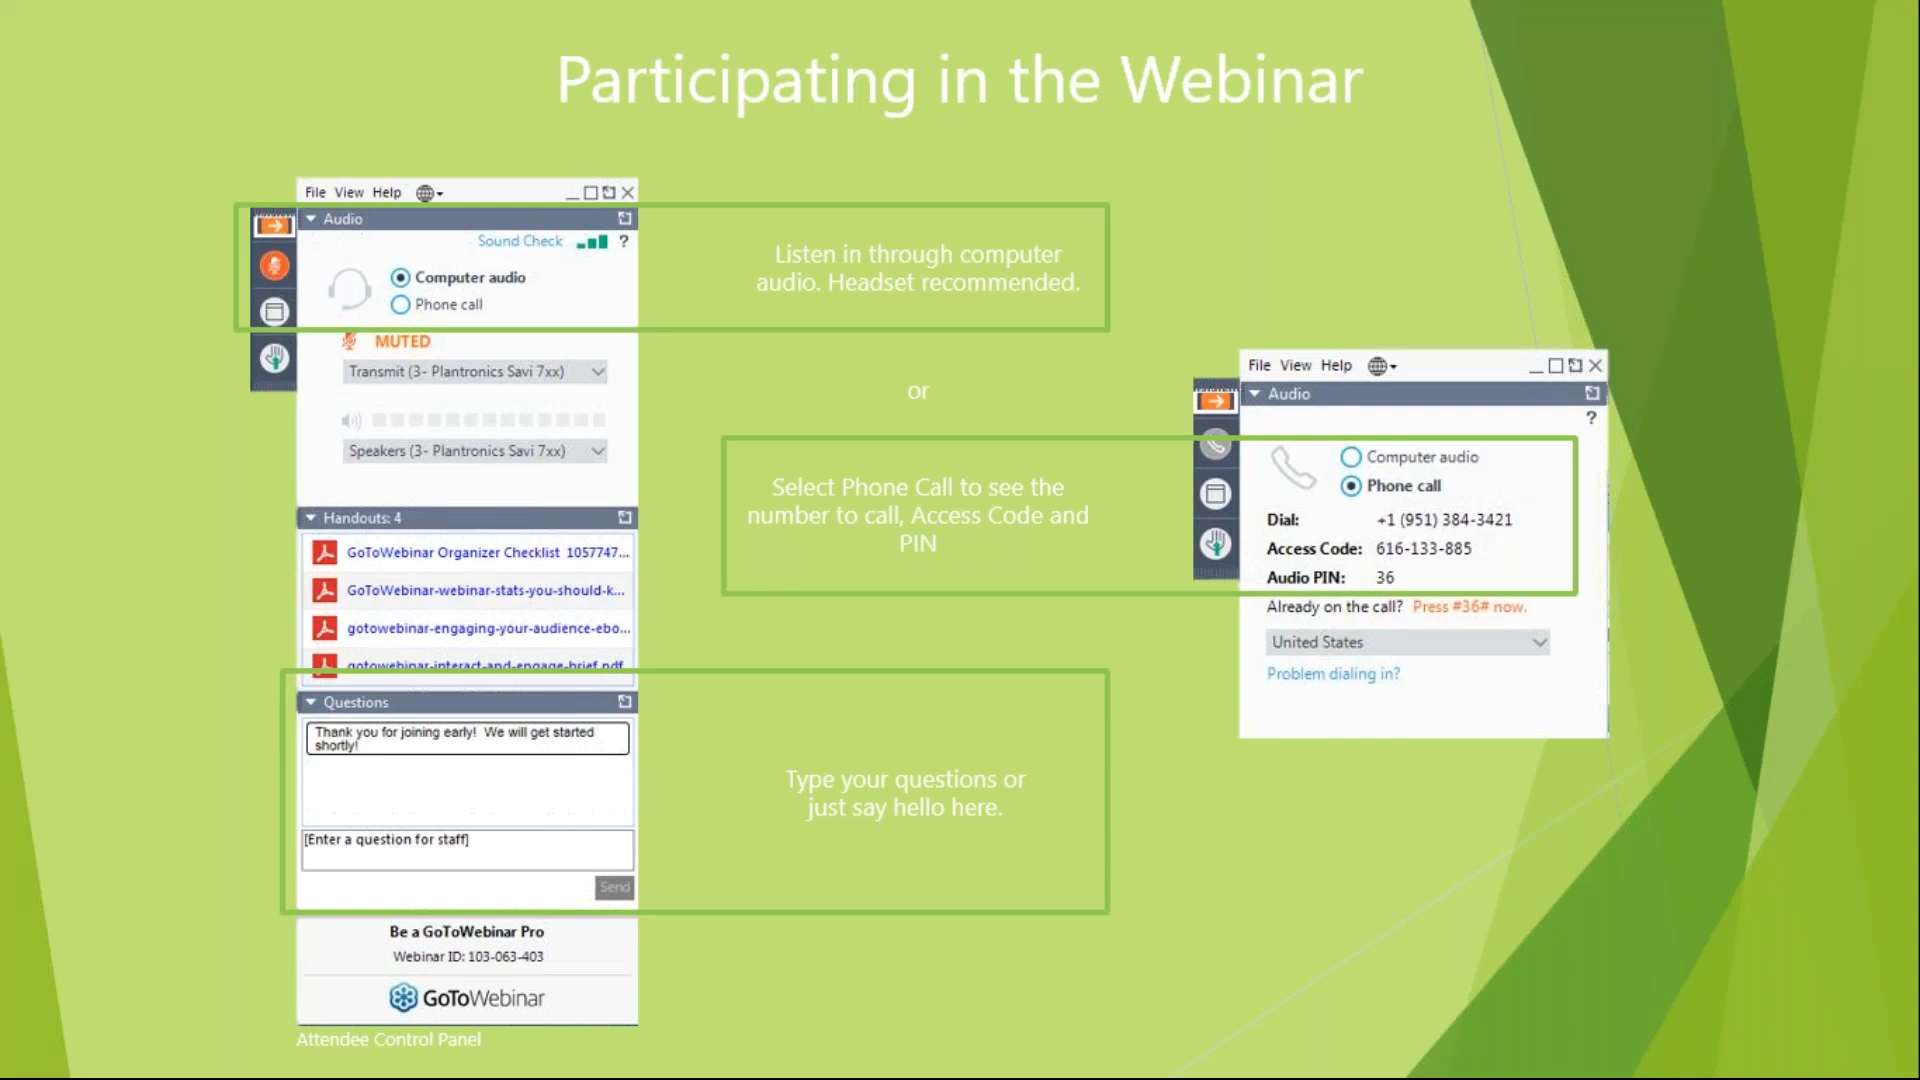 Participating in the Webinar
File View Help
Audio
Sound Check ?
Computer audio
Phone call
MUTED
Transmit (3- Plantronics Savi 7xx)
Speakers (3- Plantronics Savi 7xx)
Handouts: 4
GoToWebinar Organizer Checklist 1057747...
GoToWebinar-webinar-stats-you-should-k...
gotowebinar-engaging-your-audience-ebo...
gotowebinar-interact-and-engage-brief.pdf
Questions
Thank you for joining early! We will get started
shortly!
[Enter a question for staff]
Send
Be a GoToWebinar Pro
Webinar ID: 103-063-403
GoToWebinar
Attendee Control Panel
Listen in through computer
audio. Headset recommended.
or
Select Phone Call to see the
number to call, Access Code and
PIN
Type your questions or
just say hello here.
File View Help
Audio
?
Computer audio
Phone call
Dial: +1 (951) 384-3421
Access Code: 616-133-885
Audio PIN: 36
Already on the call? Press #36# now.
United States
Problem dialing in?